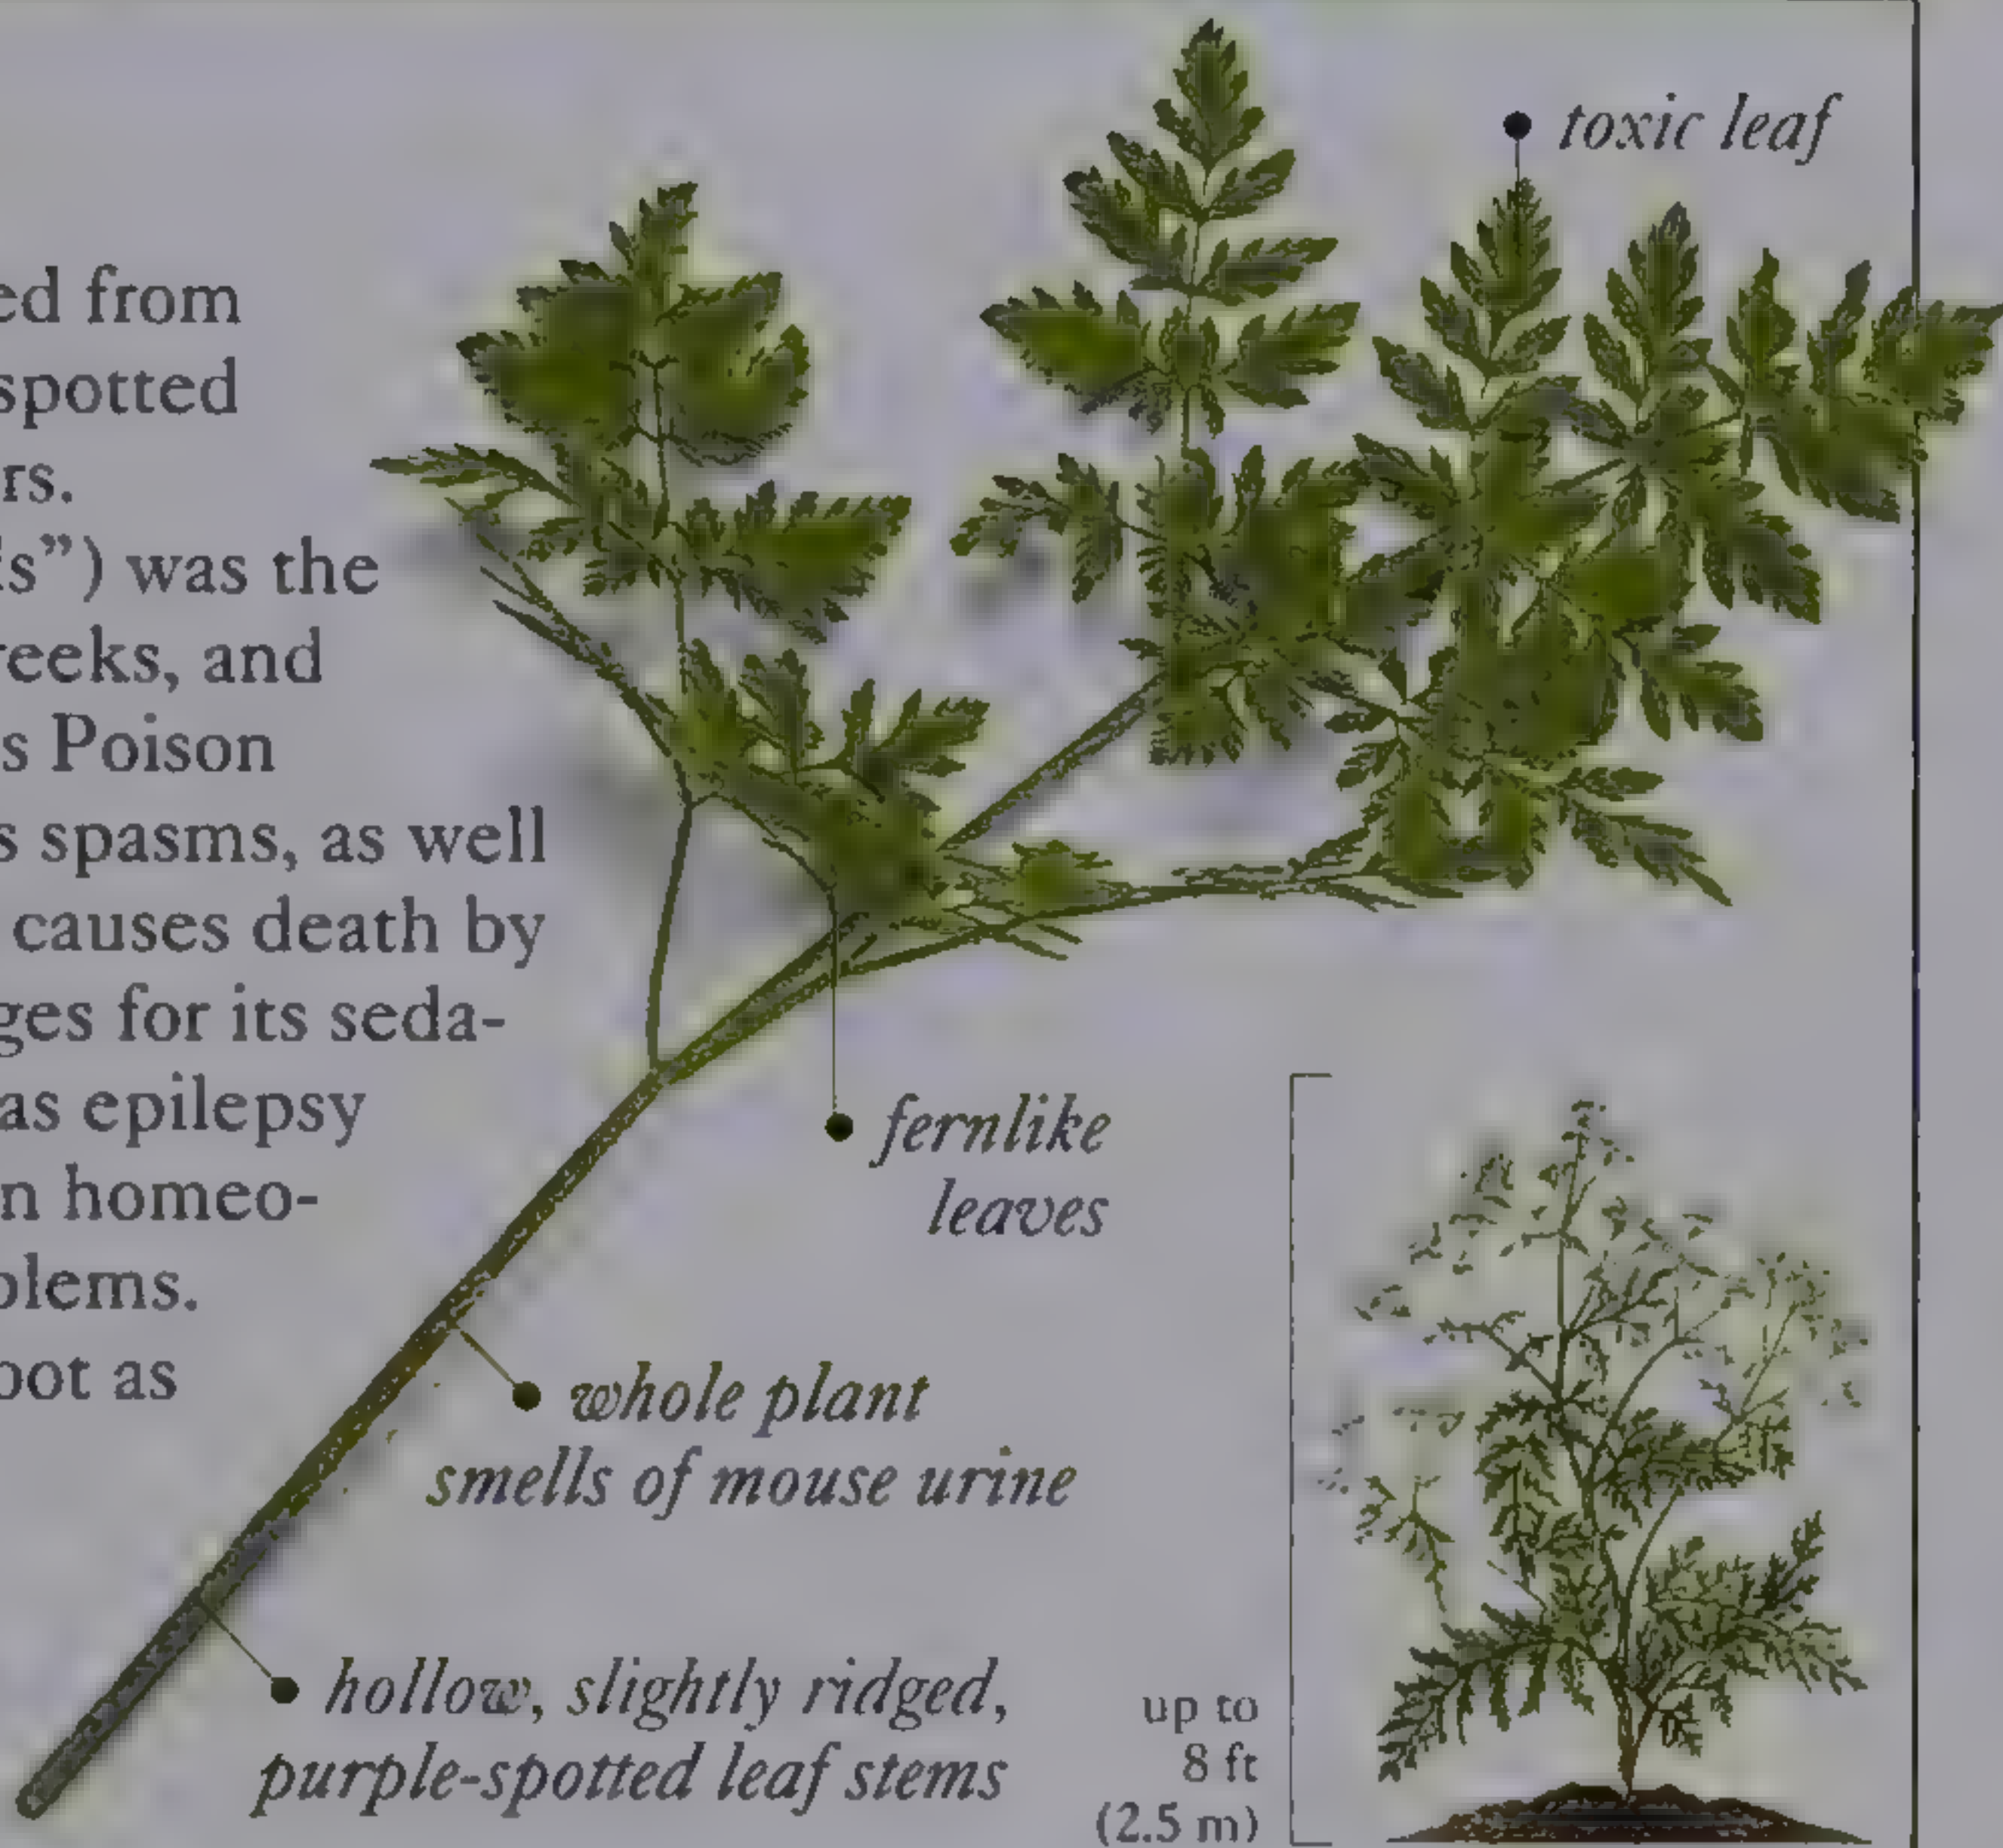 toxic leaf
ed from
spotted
rs.
s”) was the
reeks, and
s Poison
s spasms, as well
causes death by
ges for its seda-
as epilepsy
n homeo-
blems.
oot as
fernlike
leaves
whole plant
smells of mouse urine
hollow, slightly ridged,
purple-spotted leaf stems
up to
8 ft
(2.5 m)